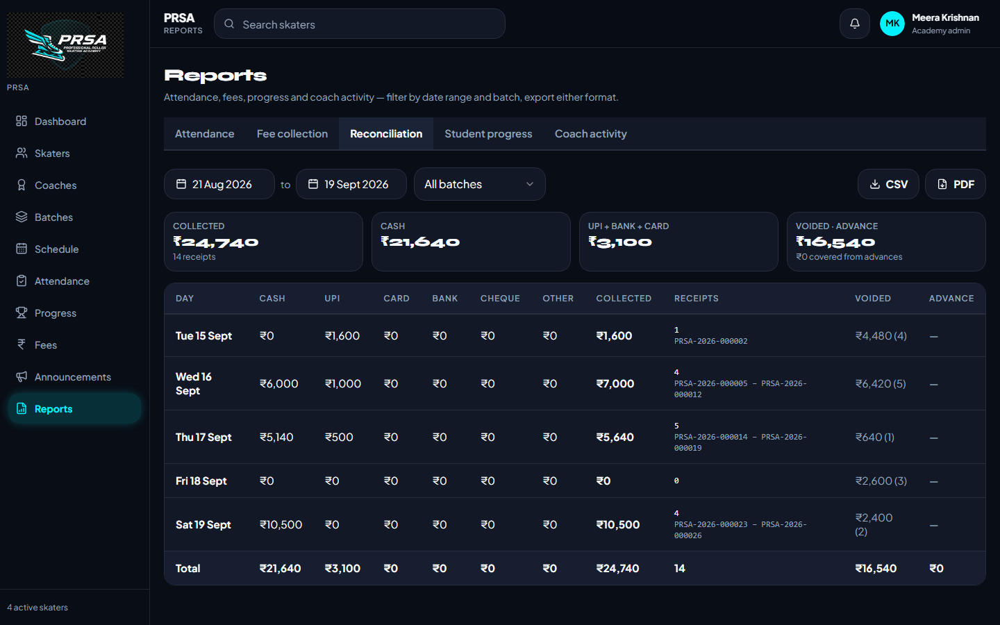 PRSA
PROFESSIONAL ROLLER
SKATING ACADEMY
PRSA
Dashboard
Skaters
Coaches
Batches
Schedule
Attendance
Progress
Fees
Announcements
Reports
4 active skaters
PRSA
REPORTS
Search skaters
MK
Meera Krishnan
Academy admin
Reports
Attendance, fees, progress and coach activity — filter by date range and batch, export either format.
Attendance Fee collection Reconciliation Student progress Coach activity
21 Aug 2026 to 19 Sept 2026 All batches CSV PDF
COLLECTED
₹24,740
14 receipts
CASH
₹21,640
UPI + BANK + CARD
₹3,100
VOIDED · ADVANCE
₹16,540
₹0 covered from advances
DAY CASH UPI CARD BANK CHEQUE OTHER COLLECTED RECEIPTS VOIDED ADVANCE
Tue 15 Sept ₹0 ₹1,600 ₹0 ₹0 ₹0 ₹0 ₹1,600 1 PRSA-2026-000002 ₹4,480 (4) —
Wed 16 Sept ₹6,000 ₹1,000 ₹0 ₹0 ₹0 ₹0 ₹7,000 4 PRSA-2026-000005 – PRSA-2026-000012 ₹6,420 (5) —
Thu 17 Sept ₹5,140 ₹500 ₹0 ₹0 ₹0 ₹0 ₹5,640 5 PRSA-2026-000014 – PRSA-2026-000019 ₹640 (1) —
Fri 18 Sept ₹0 ₹0 ₹0 ₹0 ₹0 ₹0 ₹0 0 ₹2,600 (3) —
Sat 19 Sept ₹10,500 ₹0 ₹0 ₹0 ₹0 ₹0 ₹10,500 4 PRSA-2026-000023 – PRSA-2026-000026 ₹2,400 (2) —
Total ₹21,640 ₹3,100 ₹0 ₹0 ₹0 ₹0 ₹24,740 14 ₹16,540 ₹0